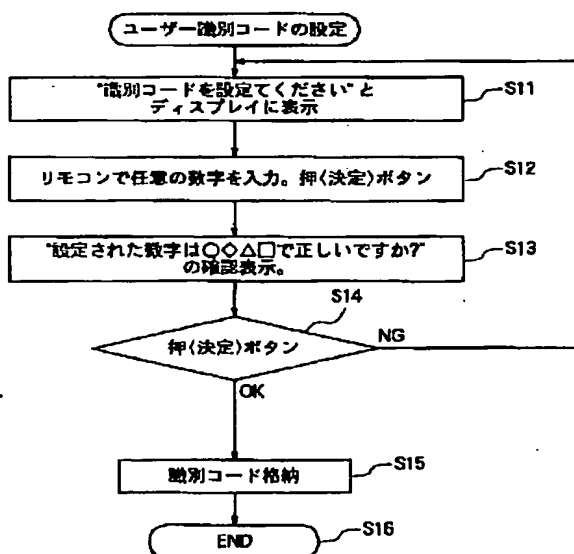 ユーザー識別コードの設定
"識別コードを設定てください"と
ディスプレイに表示
S11
リモコンで任意の数字を入力。押〈決定〉ボタン
S12
"設定された数字は○◇△□で正しいですか?"
の確認表示。
S13
S14
押〈決定〉ボタン
NG
OK
識別コード格納
S15
END
S16